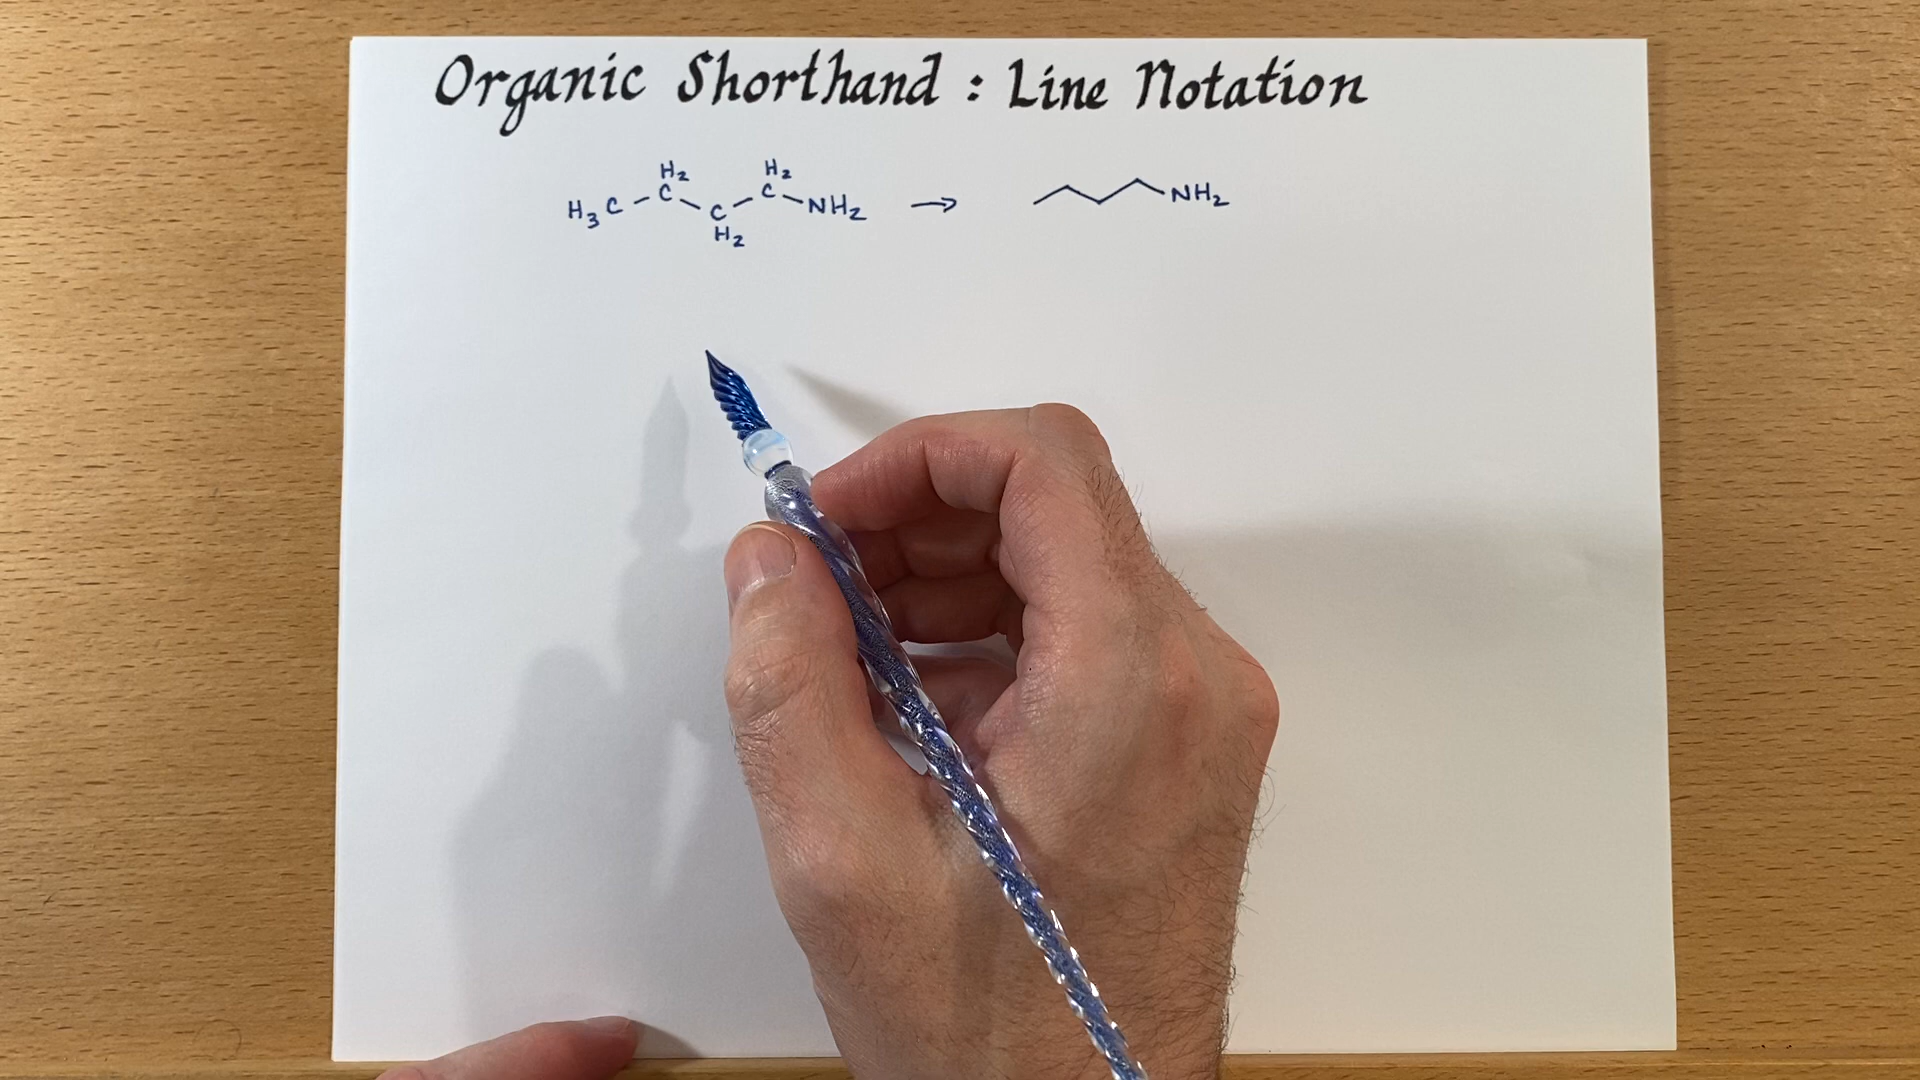 Organic Shorthand : Line Notation
H₂ H₂
H₃C - C - C - C - NH₂ → NH₂
H₂